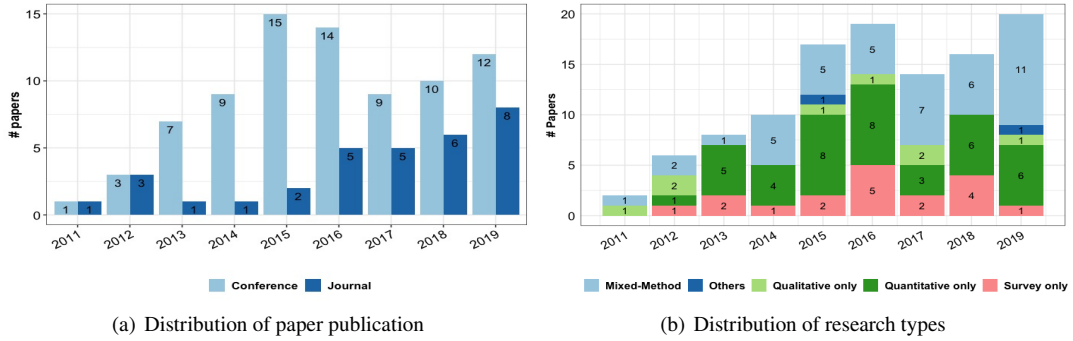 # papers
15
10
5
0
1 1 3 3 7 1 9 1 15 2 14 5 9 5 10 6 12 8
2011 2012 2013 2014 2015 2016 2017 2018 2019
Conference Journal
(a) Distribution of paper publication
# Papers
20
15
10
5
0
1 1
2 2 1 1
1 5 2
5 4 1
5 1 1 8 2
5 1 8 5
7 2 3 2
6 6 4
11 1 1 6 1
2011 2012 2013 2014 2015 2016 2017 2018 2019
Mixed-Method Others Qualitative only Quantitative only Survey only
(b) Distribution of research types